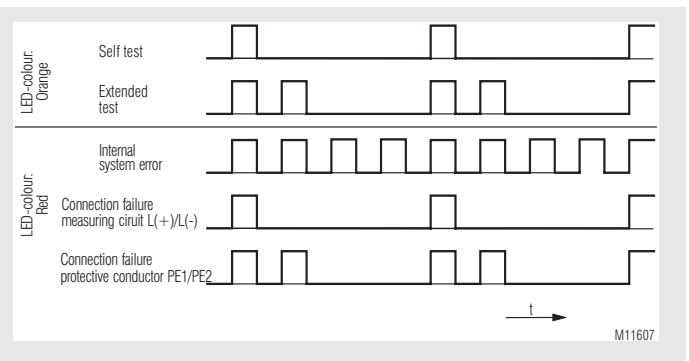 LED-colour:
Orange
Self test
Extended
test
LED-colour:
Red
Internal
system error
Connection failure
measuring ciruit L(+)/L(-)
Connection failure
protective conductor PE1/PE2
t
M11607